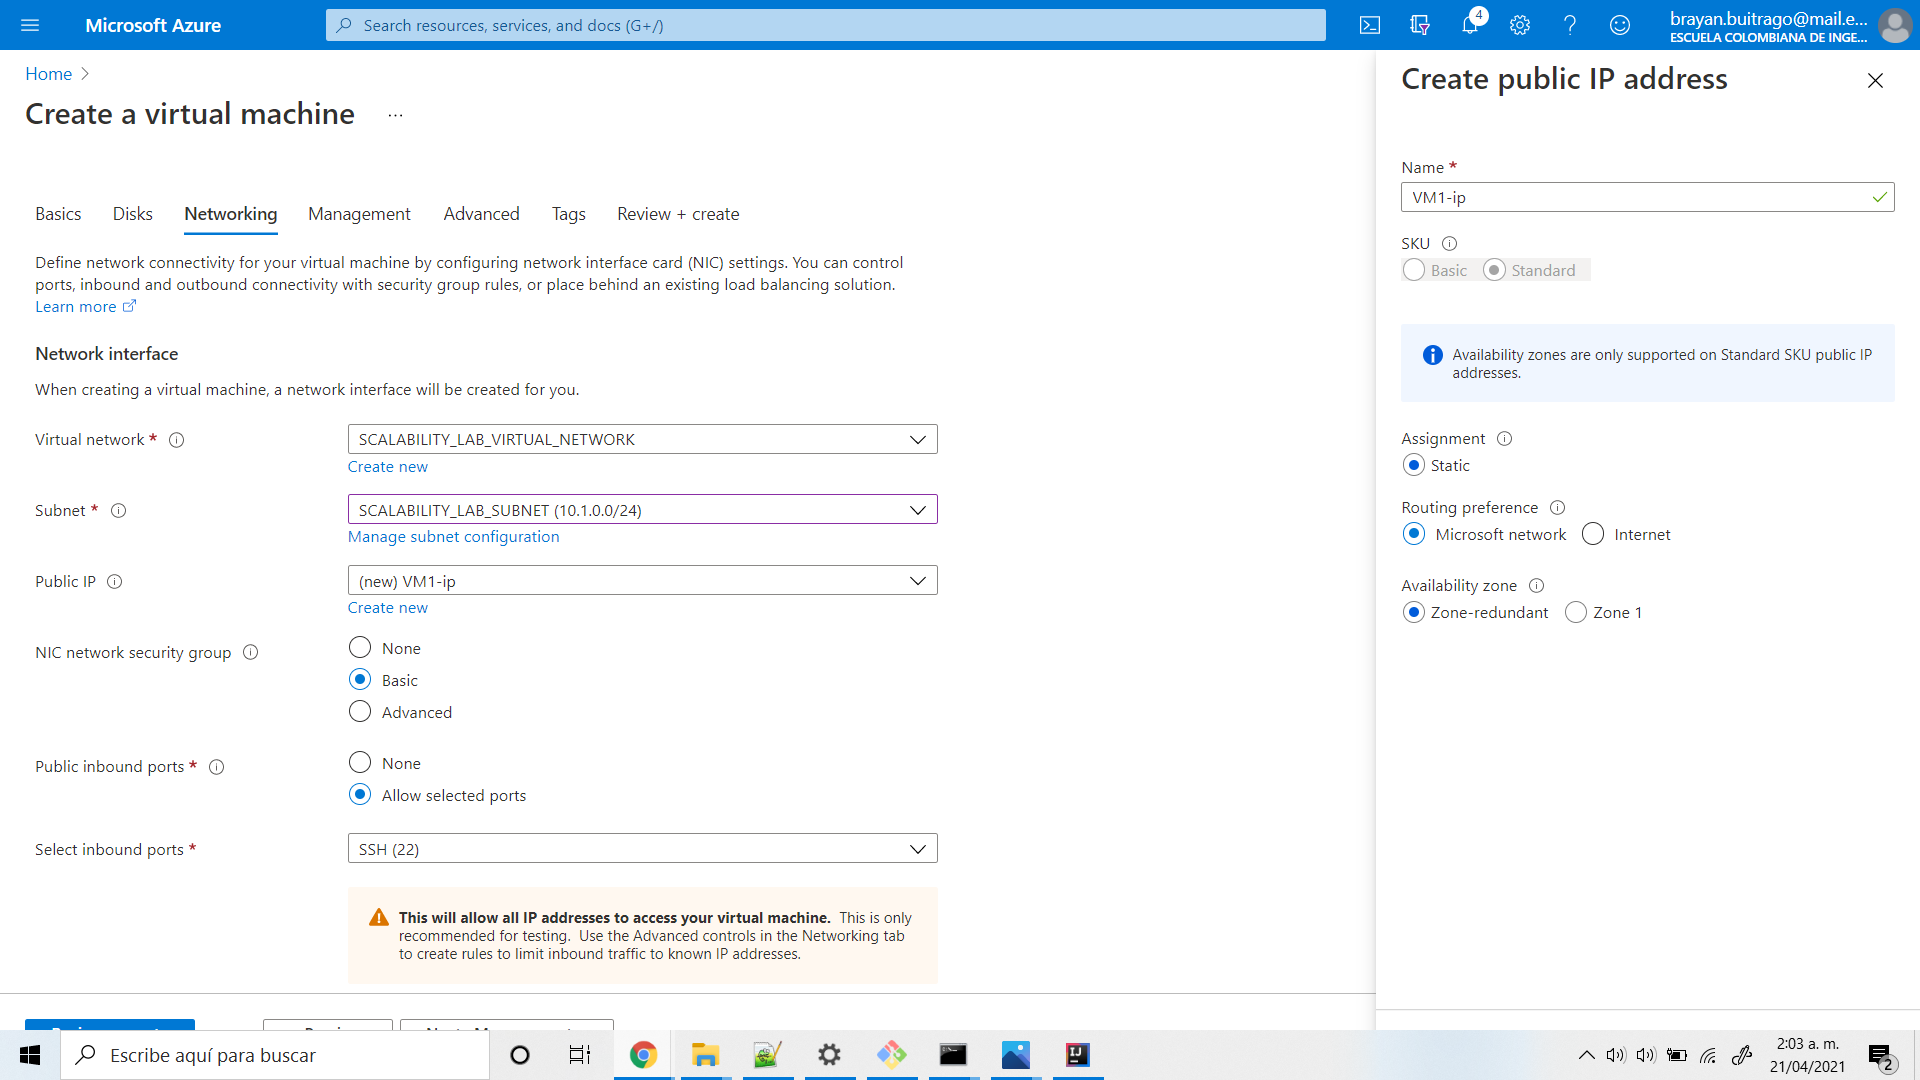 Microsoft Azure
Search resources, services, and docs (G+/)
4
brayan.buitrago@mail.e...
ESCUELA COLOMBIANA DE INGE...
Home
Create a virtual machine
...
Basics
Disks
Networking
Management
Advanced
Tags
Review + create
Define network connectivity for your virtual machine by configuring network interface card (NIC) settings. You can control
ports, inbound and outbound connectivity with security group rules, or place behind an existing load balancing solution.
Learn more
Network interface
When creating a virtual machine, a network interface will be created for you.
Virtual network *
SCALABILITY_LAB_VIRTUAL_NETWORK
Create new
Subnet *
SCALABILITY_LAB_SUBNET (10.1.0.0/24)
Manage subnet configuration
Public IP
(new) VM1-ip
Create new
NIC network security group
None
Basic
Advanced
Public inbound ports *
None
Allow selected ports
Select inbound ports *
SSH (22)
This will allow all IP addresses to access your virtual machine. This is only
recommended for testing. Use the Advanced controls in the Networking tab
to create rules to limit inbound traffic to known IP addresses.
Create public IP address
Name *
VM1-ip
SKU
Basic
Standard
Availability zones are only supported on Standard SKU public IP
addresses.
Assignment
Static
Routing preference
Microsoft network
Internet
Availability zone
Zone-redundant
Zone 1
Escribe aquí para buscar
IJ
2:03 a. m.
21/04/2021
2